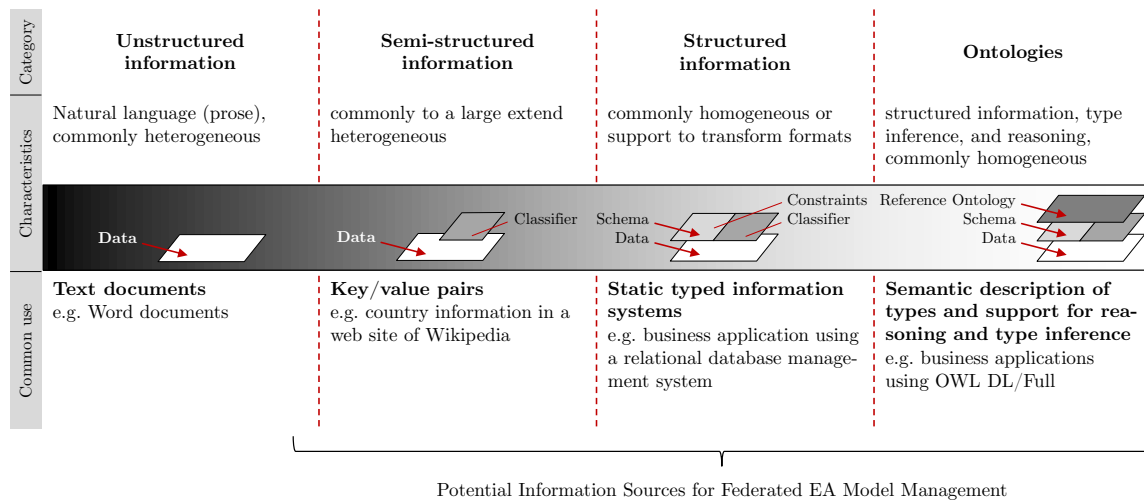 Category
Unstructured
information
Semi-structured
information
Structured
information
Ontologies
Characteristics
Natural language (prose),
commonly heterogeneous
commonly to a large extend
heterogeneous
commonly homogeneous or
support to transform formats
structured information, type
inference, and reasoning,
commonly homogeneous
Data
Data
Classifier
Schema
Data
Constraints
Classifier
Reference Ontology
Schema
Data
Common use
Text documents
e.g. Word documents
Key/value pairs
e.g. country information in a
web site of Wikipedia
Static typed information
systems
e.g. business application using
a relational database manage-
ment system
Semantic description of
types and support for rea-
soning and type inference
e.g. business applications
using OWL DL/Full
Potential Information Sources for Federated EA Model Management